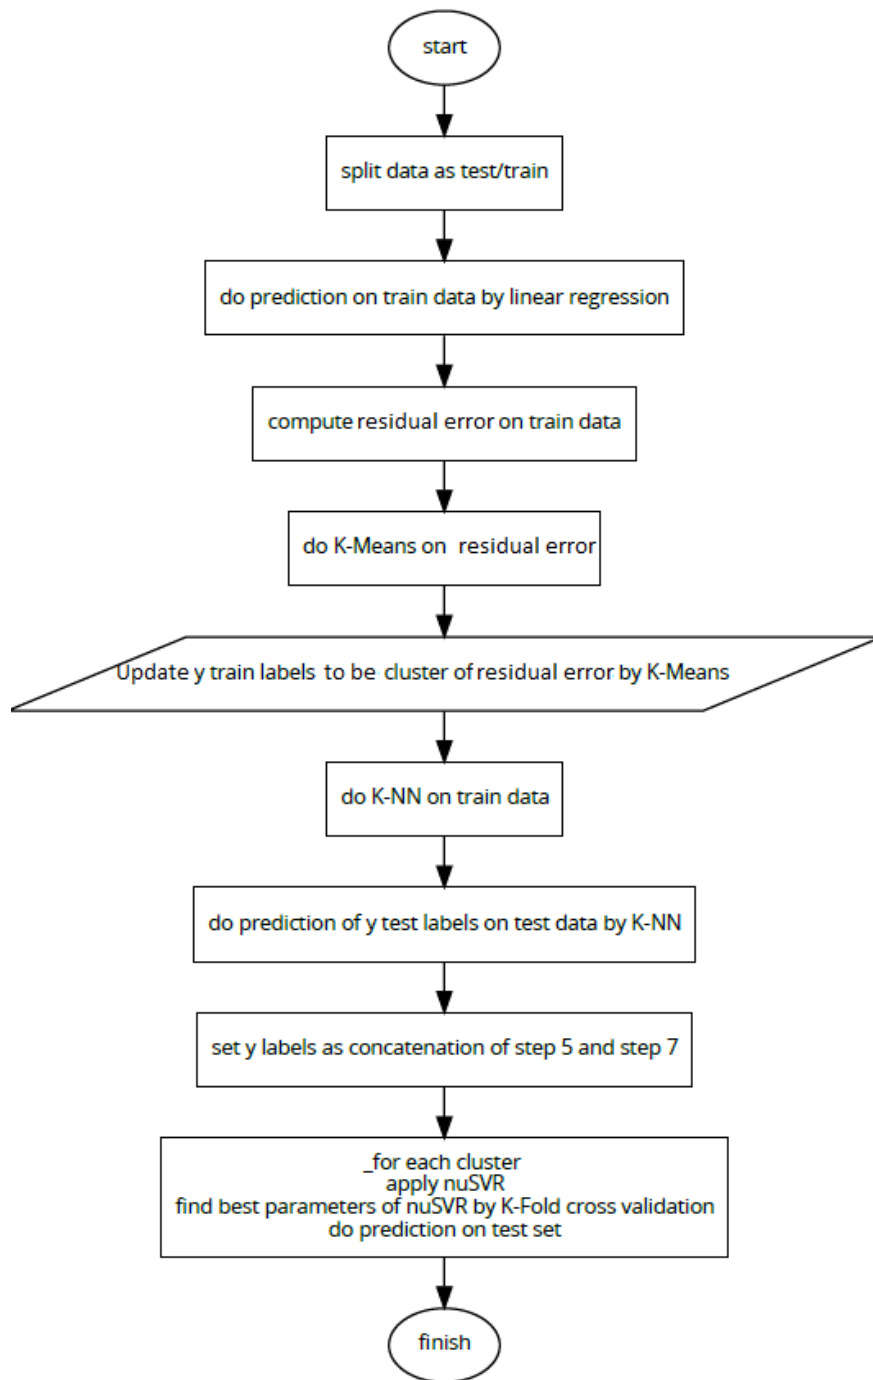 start
split data as test/train
do prediction on train data by linear regression
compute residual error on train data
do K-Means on residual error
Update y train labels to be cluster of residual error by K-Means
do K-NN on train data
do prediction of y test labels on test data by K-NN
set y labels as concatenation of step 5 and step 7
_for each cluster
apply nuSVR
find best parameters of nuSVR by K-Fold cross validation
do prediction on test set
finish